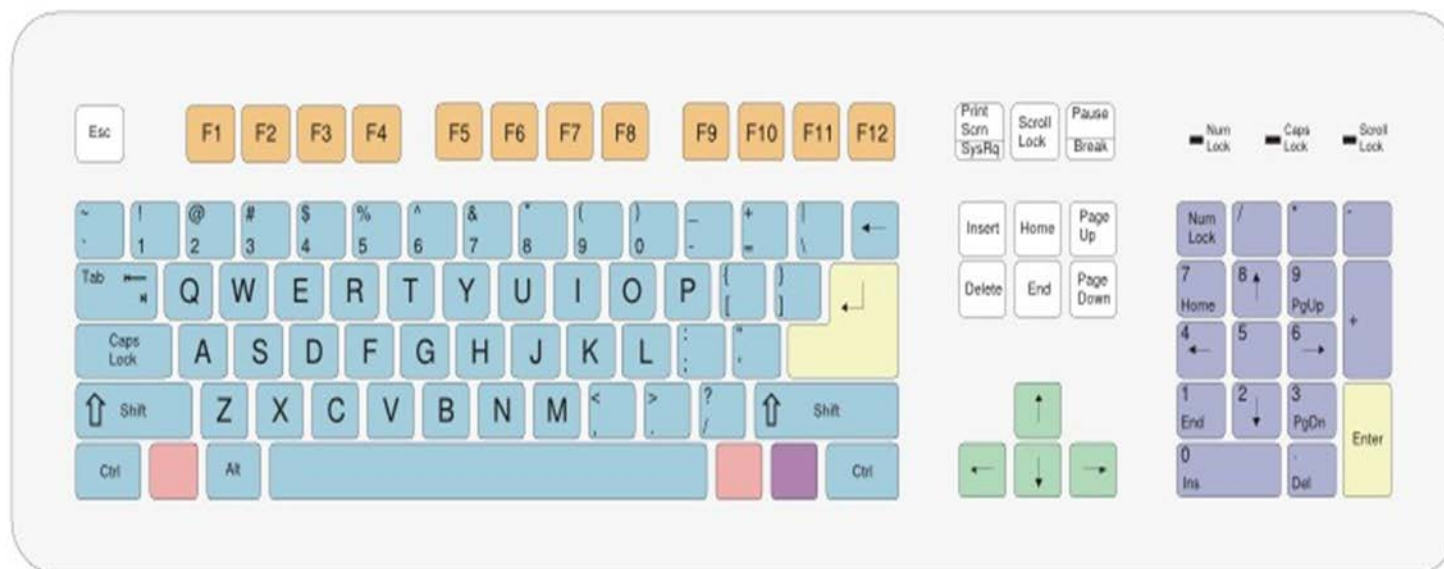 Esc F1 F2 F3 F4 F5 F6 F7 F8 F9 F10 F11 F12
Print
Scrn
SysRq
Scroll
Lock
Pause
Break
Num
Lock
Caps
Lock
Scroll
Lock
~ ! @ # $ % ^ & * ( ) _ + |
` 1 2 3 4 5 6 7 8 9 0 - = \ ←
Insert Home Page
Up
Num
Lock
/ * -
Tab Q W E R T Y U I O P { }
[ ]
Delete End Page
Down
7 8 ↑ 9
Home PgUp
+
Caps
Lock
A S D F G H J K L : "
; '
4 5 6
← →
⇧ Shift Z X C V B N M < > ? ⇧ Shift
, . /
↑
1 2 3
End ↓ PgDn
Enter
Ctrl Alt Ctrl
← ↓ →
0 .
Ins Del